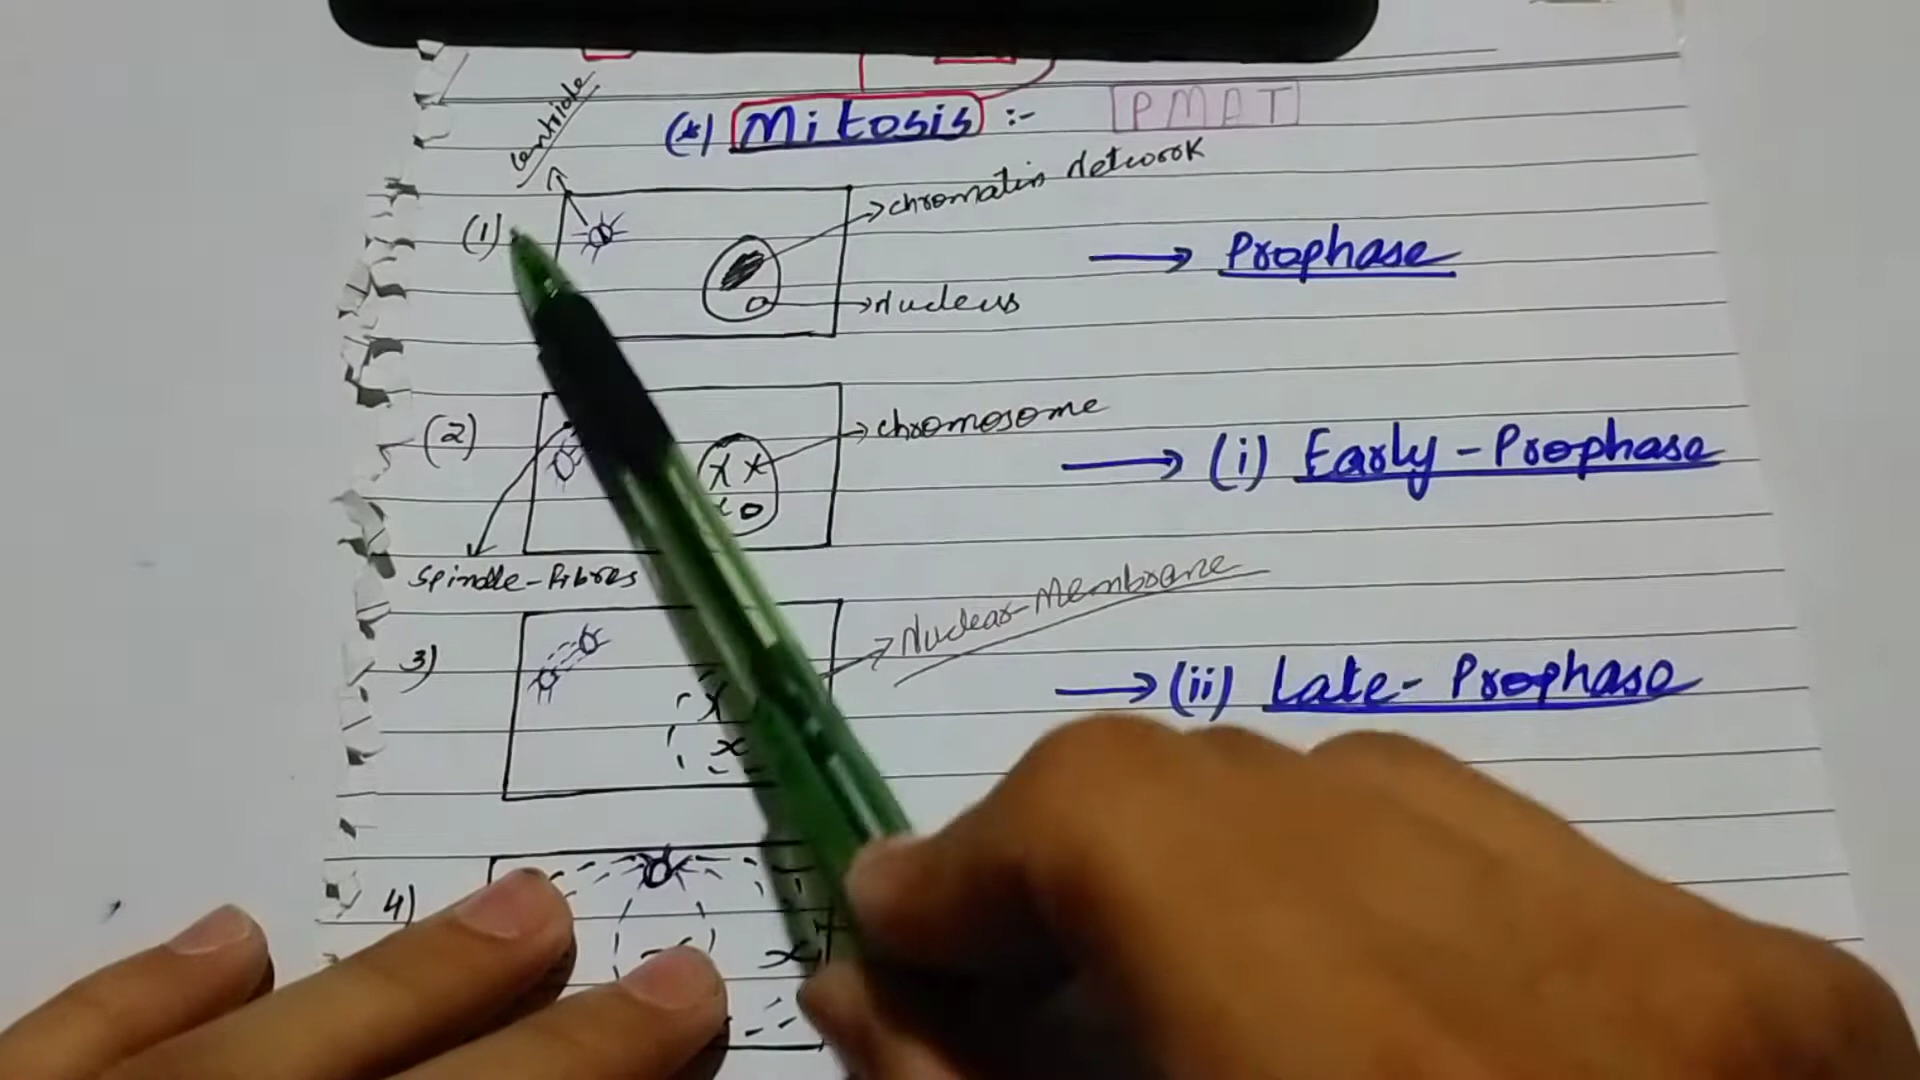 (*) Mitosis :- PMAT
centriole
(1)
chromatin network
nucleus
Prophase
(2)
chromosome
(i) Early-Prophase
Spindle-Fibres
3)
Nuclear-Membrane
(ii) Late-Prophase
4)